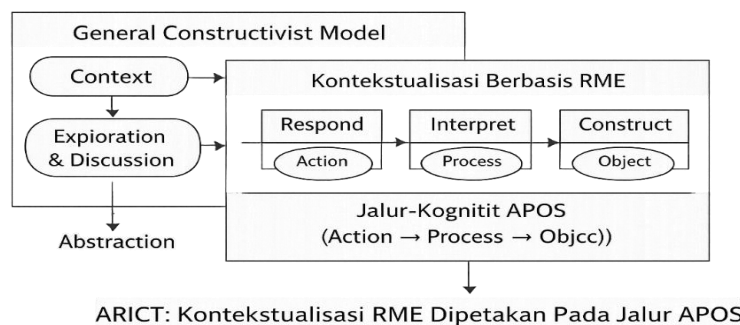 General Constructivist Model
Context
Exploration
& Discussion
Abstraction
Kontekstualisasi Berbasis RME
Respond
Action
Interpret
Process
Construct
Object
Jalur-Kognitit APOS
(Action → Process → Objcc))
ARICT: Kontekstualisasi RME Dipetakan Pada Jalur APOS